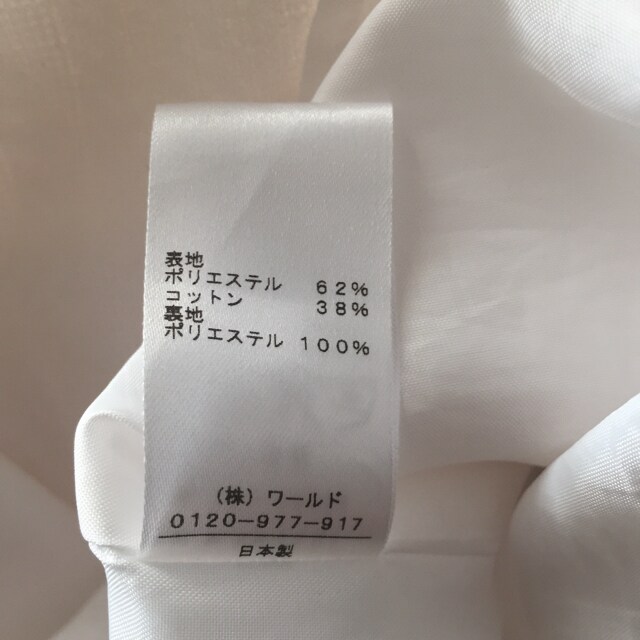 表地
ポリエステル 62%
コットン 38%
裏地
ポリエステル 100%
(株) ワールド
0120-977-917
日本製